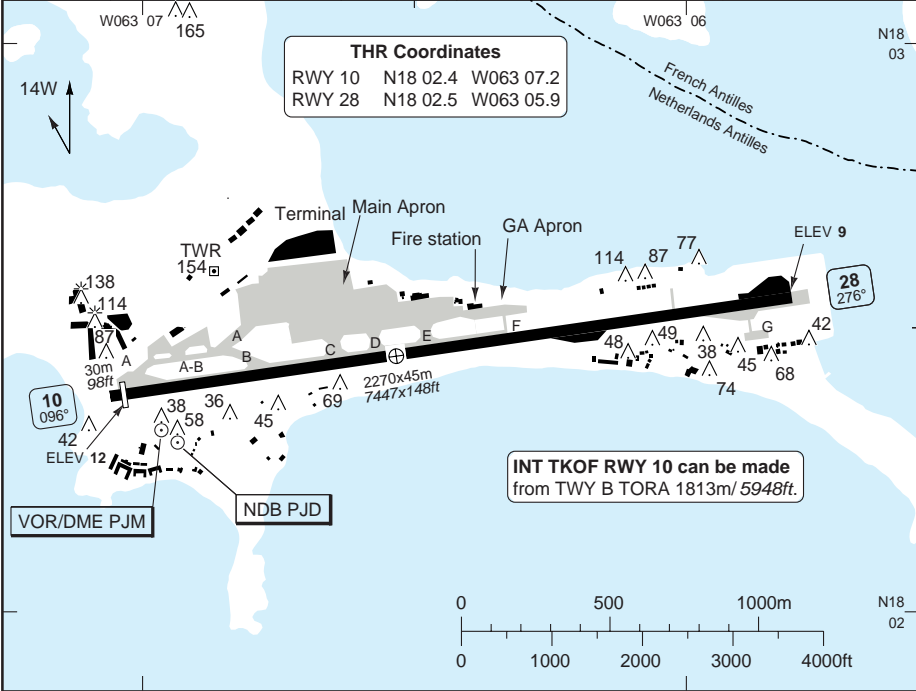 W063 07
165
W063 06
N18
03
THR Coordinates
RWY 10 N18 02.4 W063 07.2
RWY 28 N18 02.5 W063 05.9
14W
French Antilles
Netherlands Antilles
Terminal
Main Apron
Fire station
GA Apron
TWR
154
114
87
77
ELEV 9
28
276°
138
114
87
30m
98ft
A
A
A-B
B
C
D
E
F
G
48
49
38
45
68
42
74
10
096°
42
ELEV 12
38
58
36
45
69
2270x45m
7447x148ft
VOR/DME PJM
NDB PJD
INT TKOF RWY 10 can be made
from TWY B TORA 1813m/ 5948ft.
0 500 1000m
0 1000 2000 3000 4000ft
N18
02